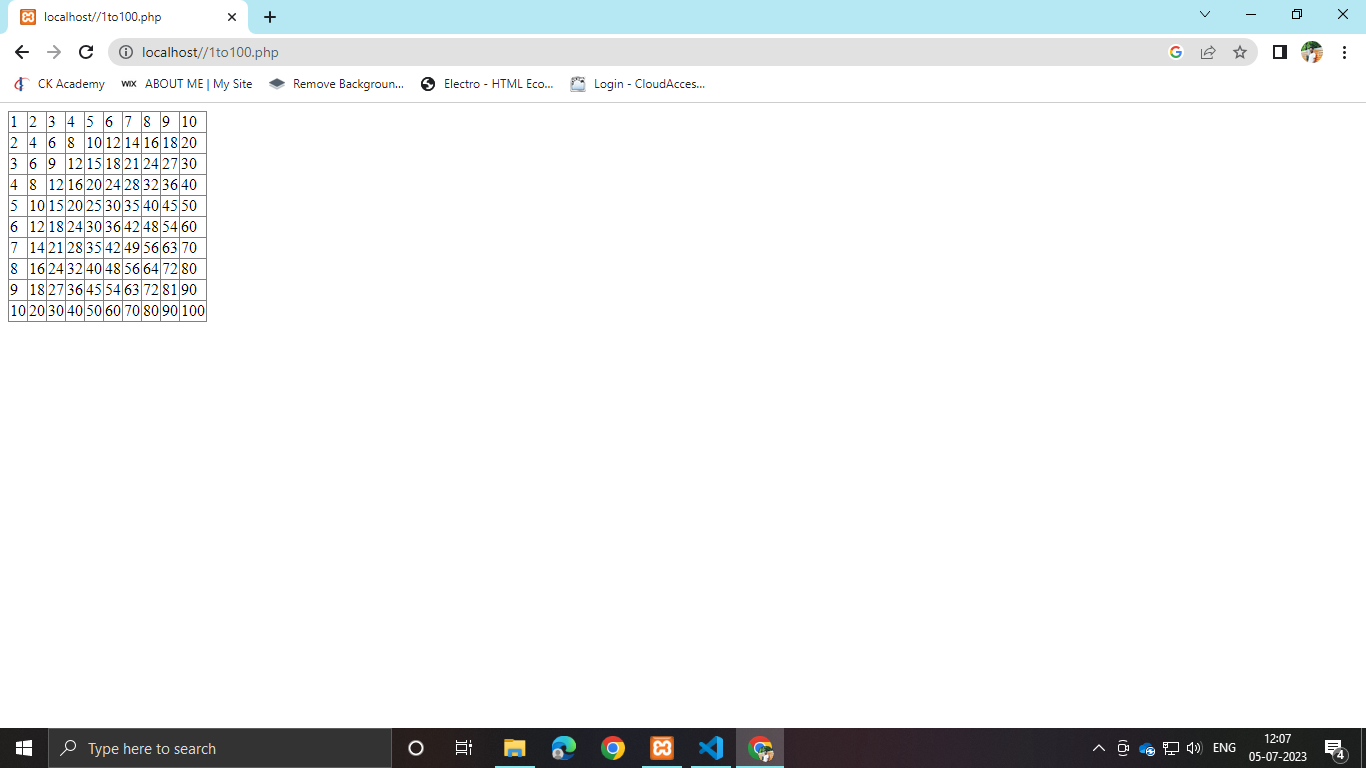 localhost//1to100.php
localhost//1to100.php
CK Academy WIX ABOUT ME | My Site Remove Backgroun... Electro - HTML Eco... Login - CloudAcces...
1 2 3 4 5 6 7 8 9 10
2 4 6 8 10 12 14 16 18 20
3 6 9 12 15 18 21 24 27 30
4 8 12 16 20 24 28 32 36 40
5 10 15 20 25 30 35 40 45 50
6 12 18 24 30 36 42 48 54 60
7 14 21 28 35 42 49 56 63 70
8 16 24 32 40 48 56 64 72 80
9 18 27 36 45 54 63 72 81 90
10 20 30 40 50 60 70 80 90 100
Type here to search ENG 12:07
05-07-2023 4